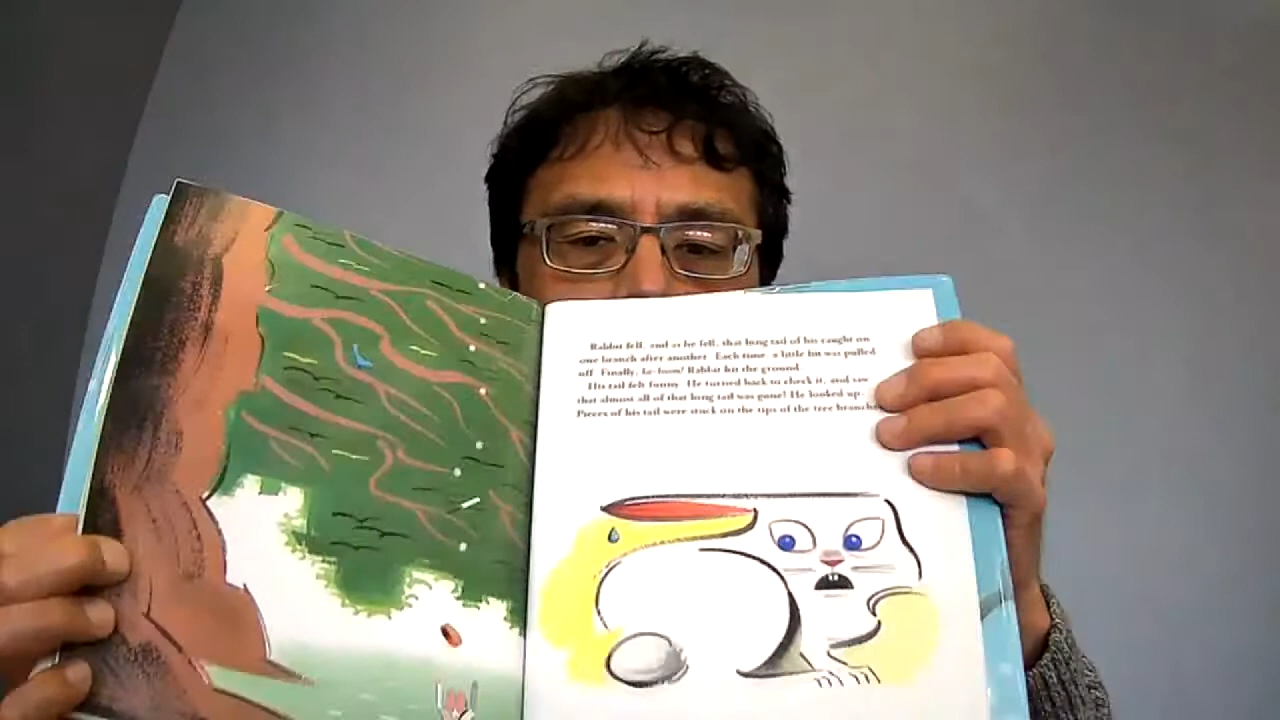 Rabbit fell, and as he fell, that long tail of his caught on
one branch after another. Each time, a little bit was pulled
off. Finally, ka-boom! Rabbit hit the ground.
His tail felt funny. He turned back to check it, and saw
that almost all of that long tail was gone! He looked up.
Pieces of his tail were stuck on the tips of the tree